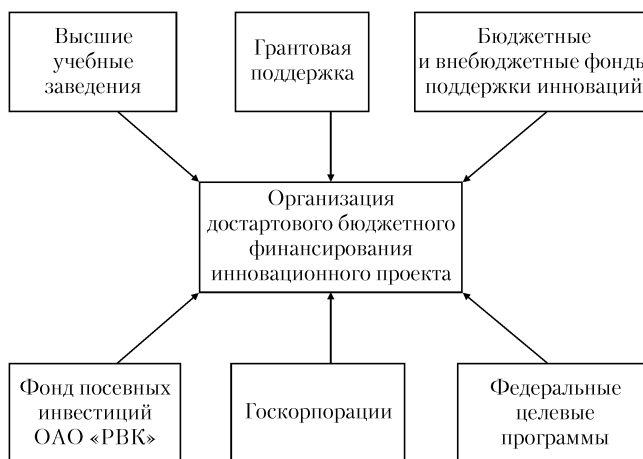 Высшие
учебные
заведения
Грантовая
поддержка
Бюджетные
и внебюджетные фонды
поддержки инноваций
Организация
достартового бюджетного
финансирования
инновационного проекта
Фонд посевных
инвестиций
ОАО «РВК»
Госкорпорации
Федеральные
целевые
программы